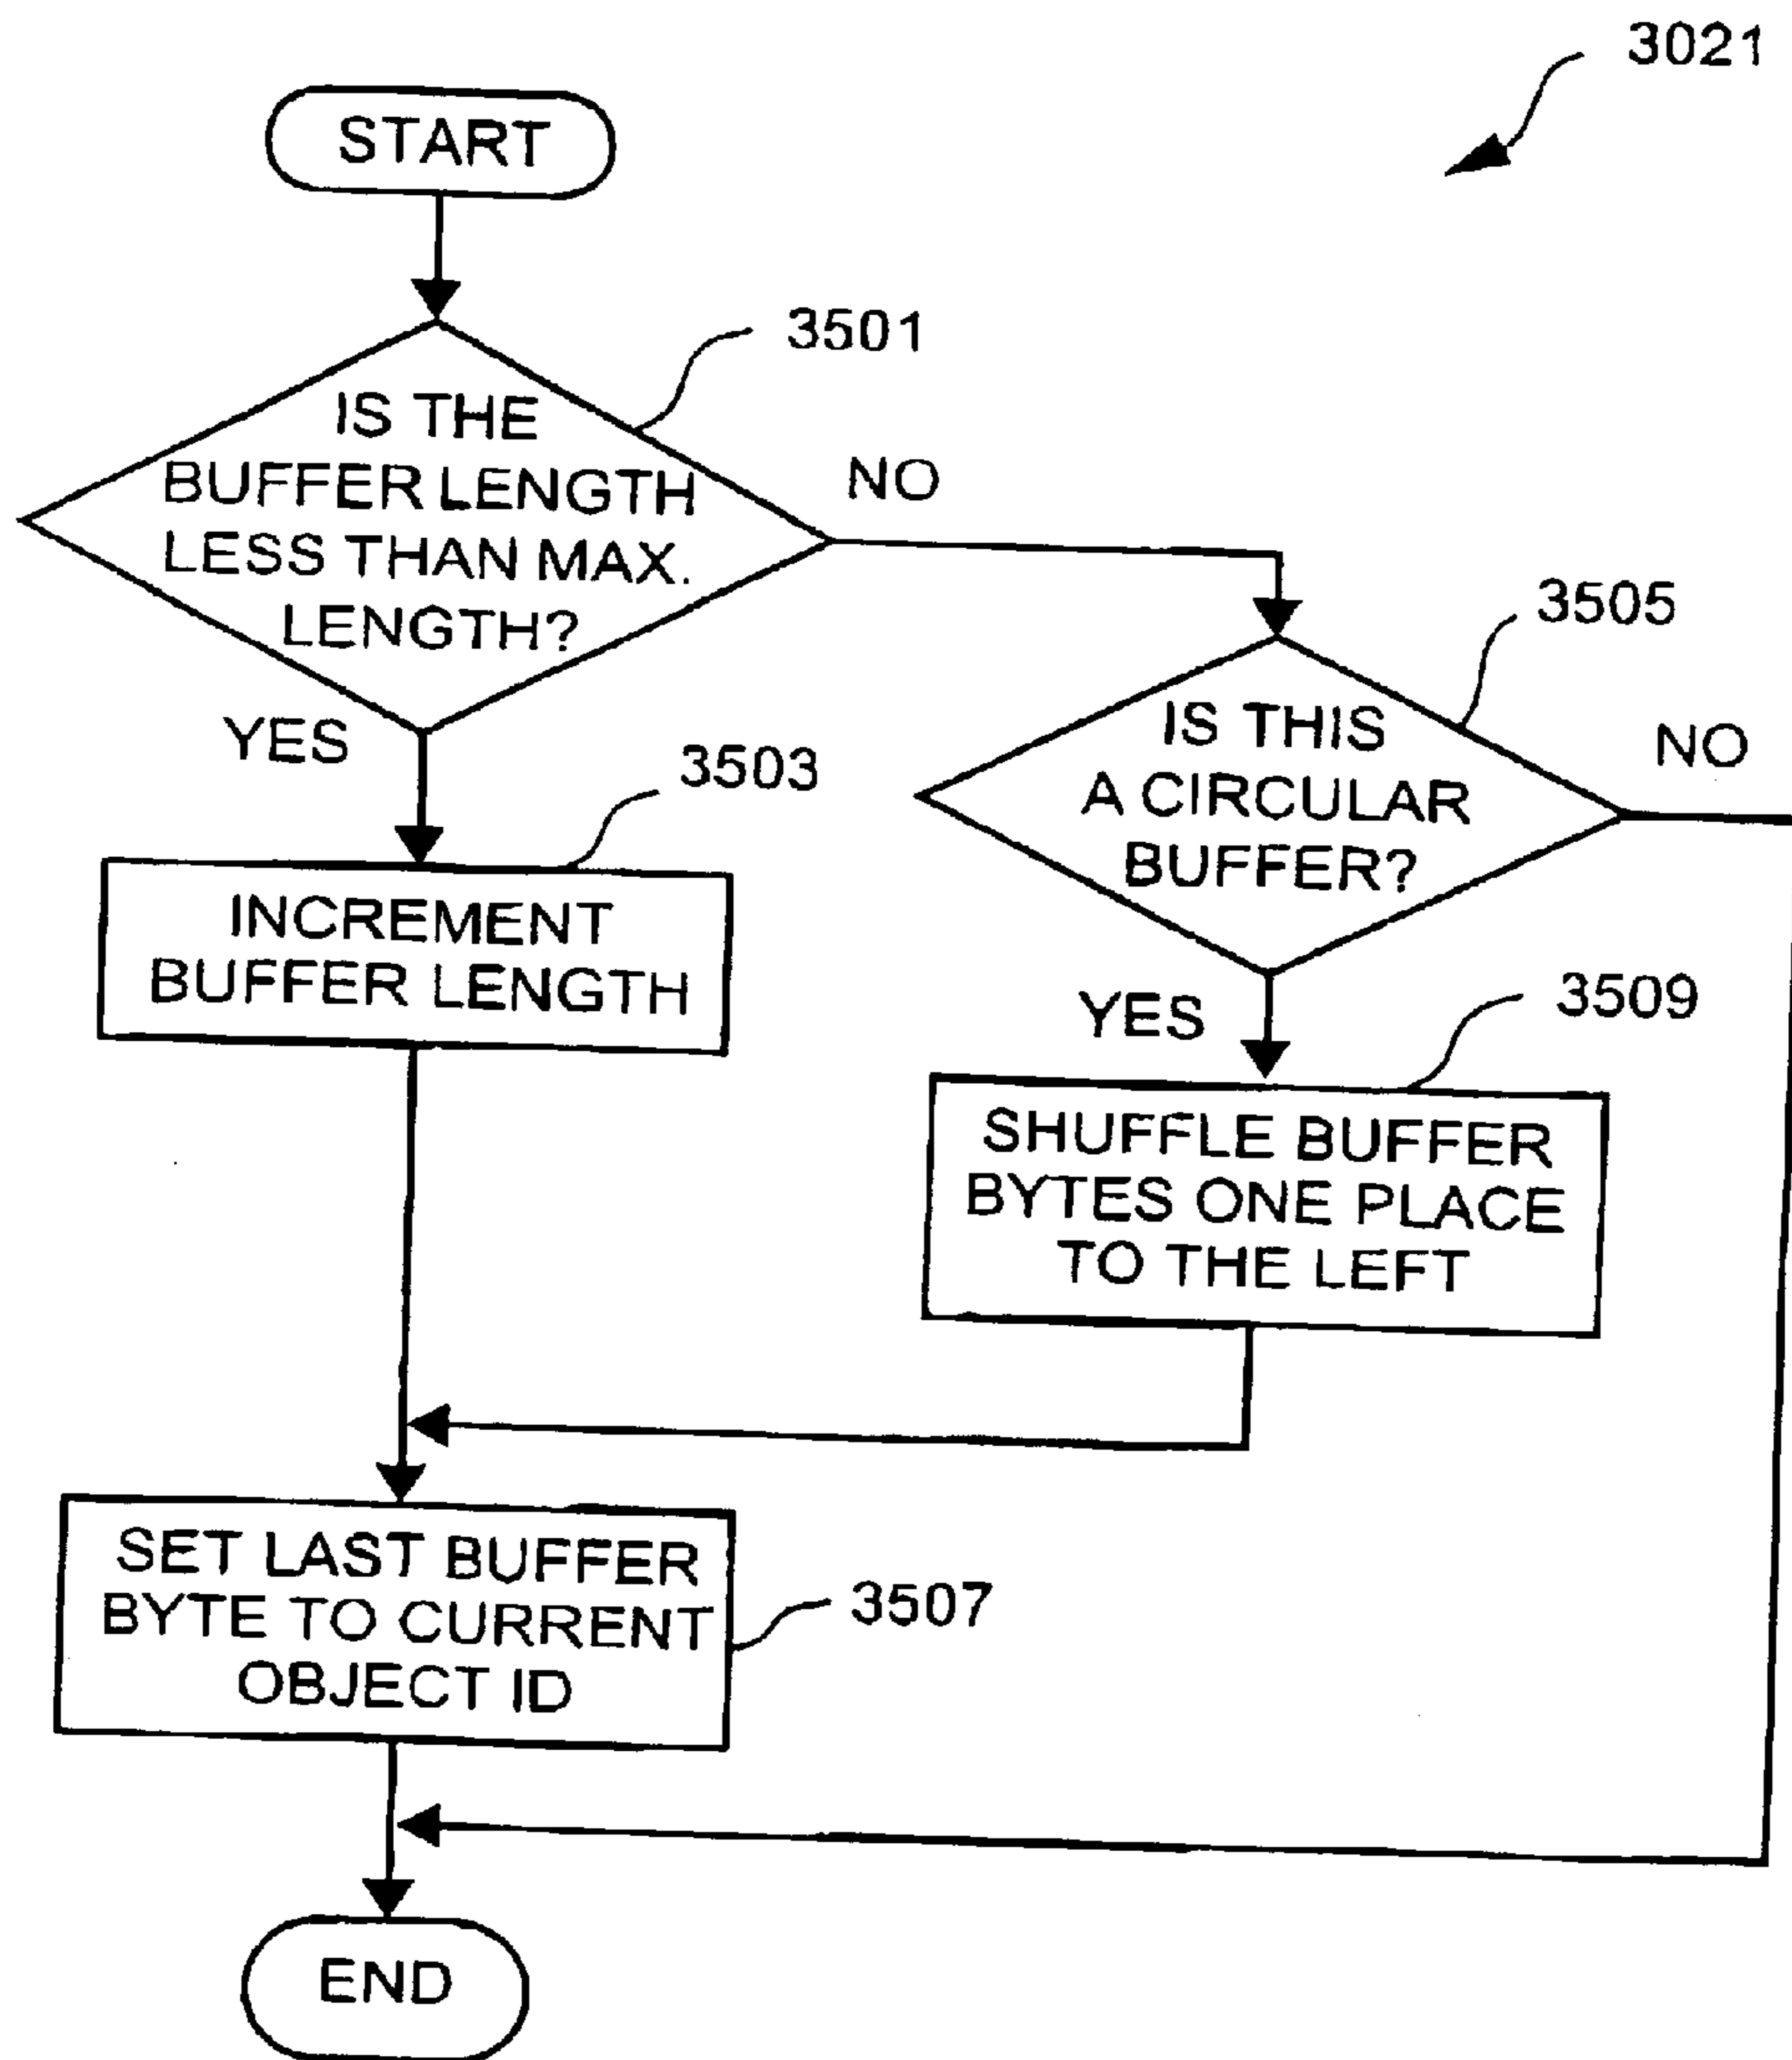 3021
START
3501
IS THE
BUFFER LENGTH
LESS THAN MAX.
LENGTH?
NO
YES
3505
IS THIS
A CIRCULAR
BUFFER?
NO
YES
3503
INCREMENT
BUFFER LENGTH
3509
SHUFFLE BUFFER
BYTES ONE PLACE
TO THE LEFT
SET LAST BUFFER
BYTE TO CURRENT
OBJECT ID
3507
END